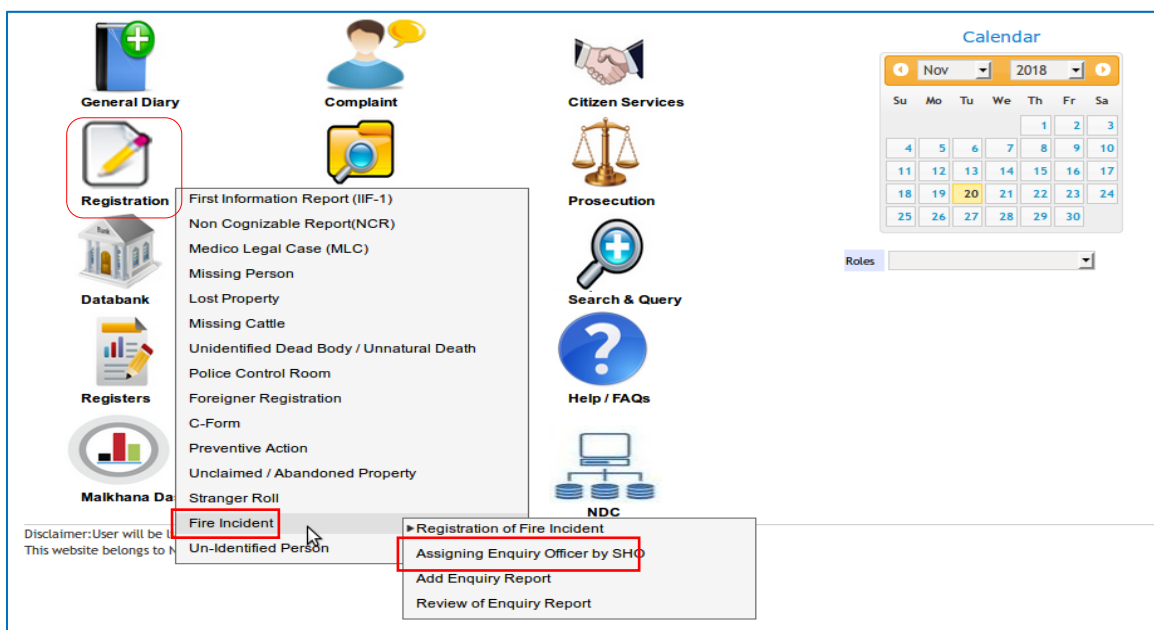 General Diary
Complaint
Citizen Services
Registration
Prosecution
Databank
Search & Query
Registers
Help / FAQs
Malkhana Da
NDC
First Information Report (IIF-1)
Non Cognizable Report(NCR)
Medico Legal Case (MLC)
Missing Person
Lost Property
Missing Cattle
Unidentified Dead Body / Unnatural Death
Police Control Room
Foreigner Registration
C-Form
Preventive Action
Unclaimed / Abandoned Property
Stranger Roll
Fire Incident
Un-Identified Person
Registration of Fire Incident
Assigning Enquiry Officer by SHO
Add Enquiry Report
Review of Enquiry Report
Calendar
Nov 2018
Su Mo Tu We Th Fr Sa
1 2 3
4 5 6 7 8 9 10
11 12 13 14 15 16 17
18 19 20 21 22 23 24
25 26 27 28 29 30
Roles
Disclaimer:User will be
This website belongs to